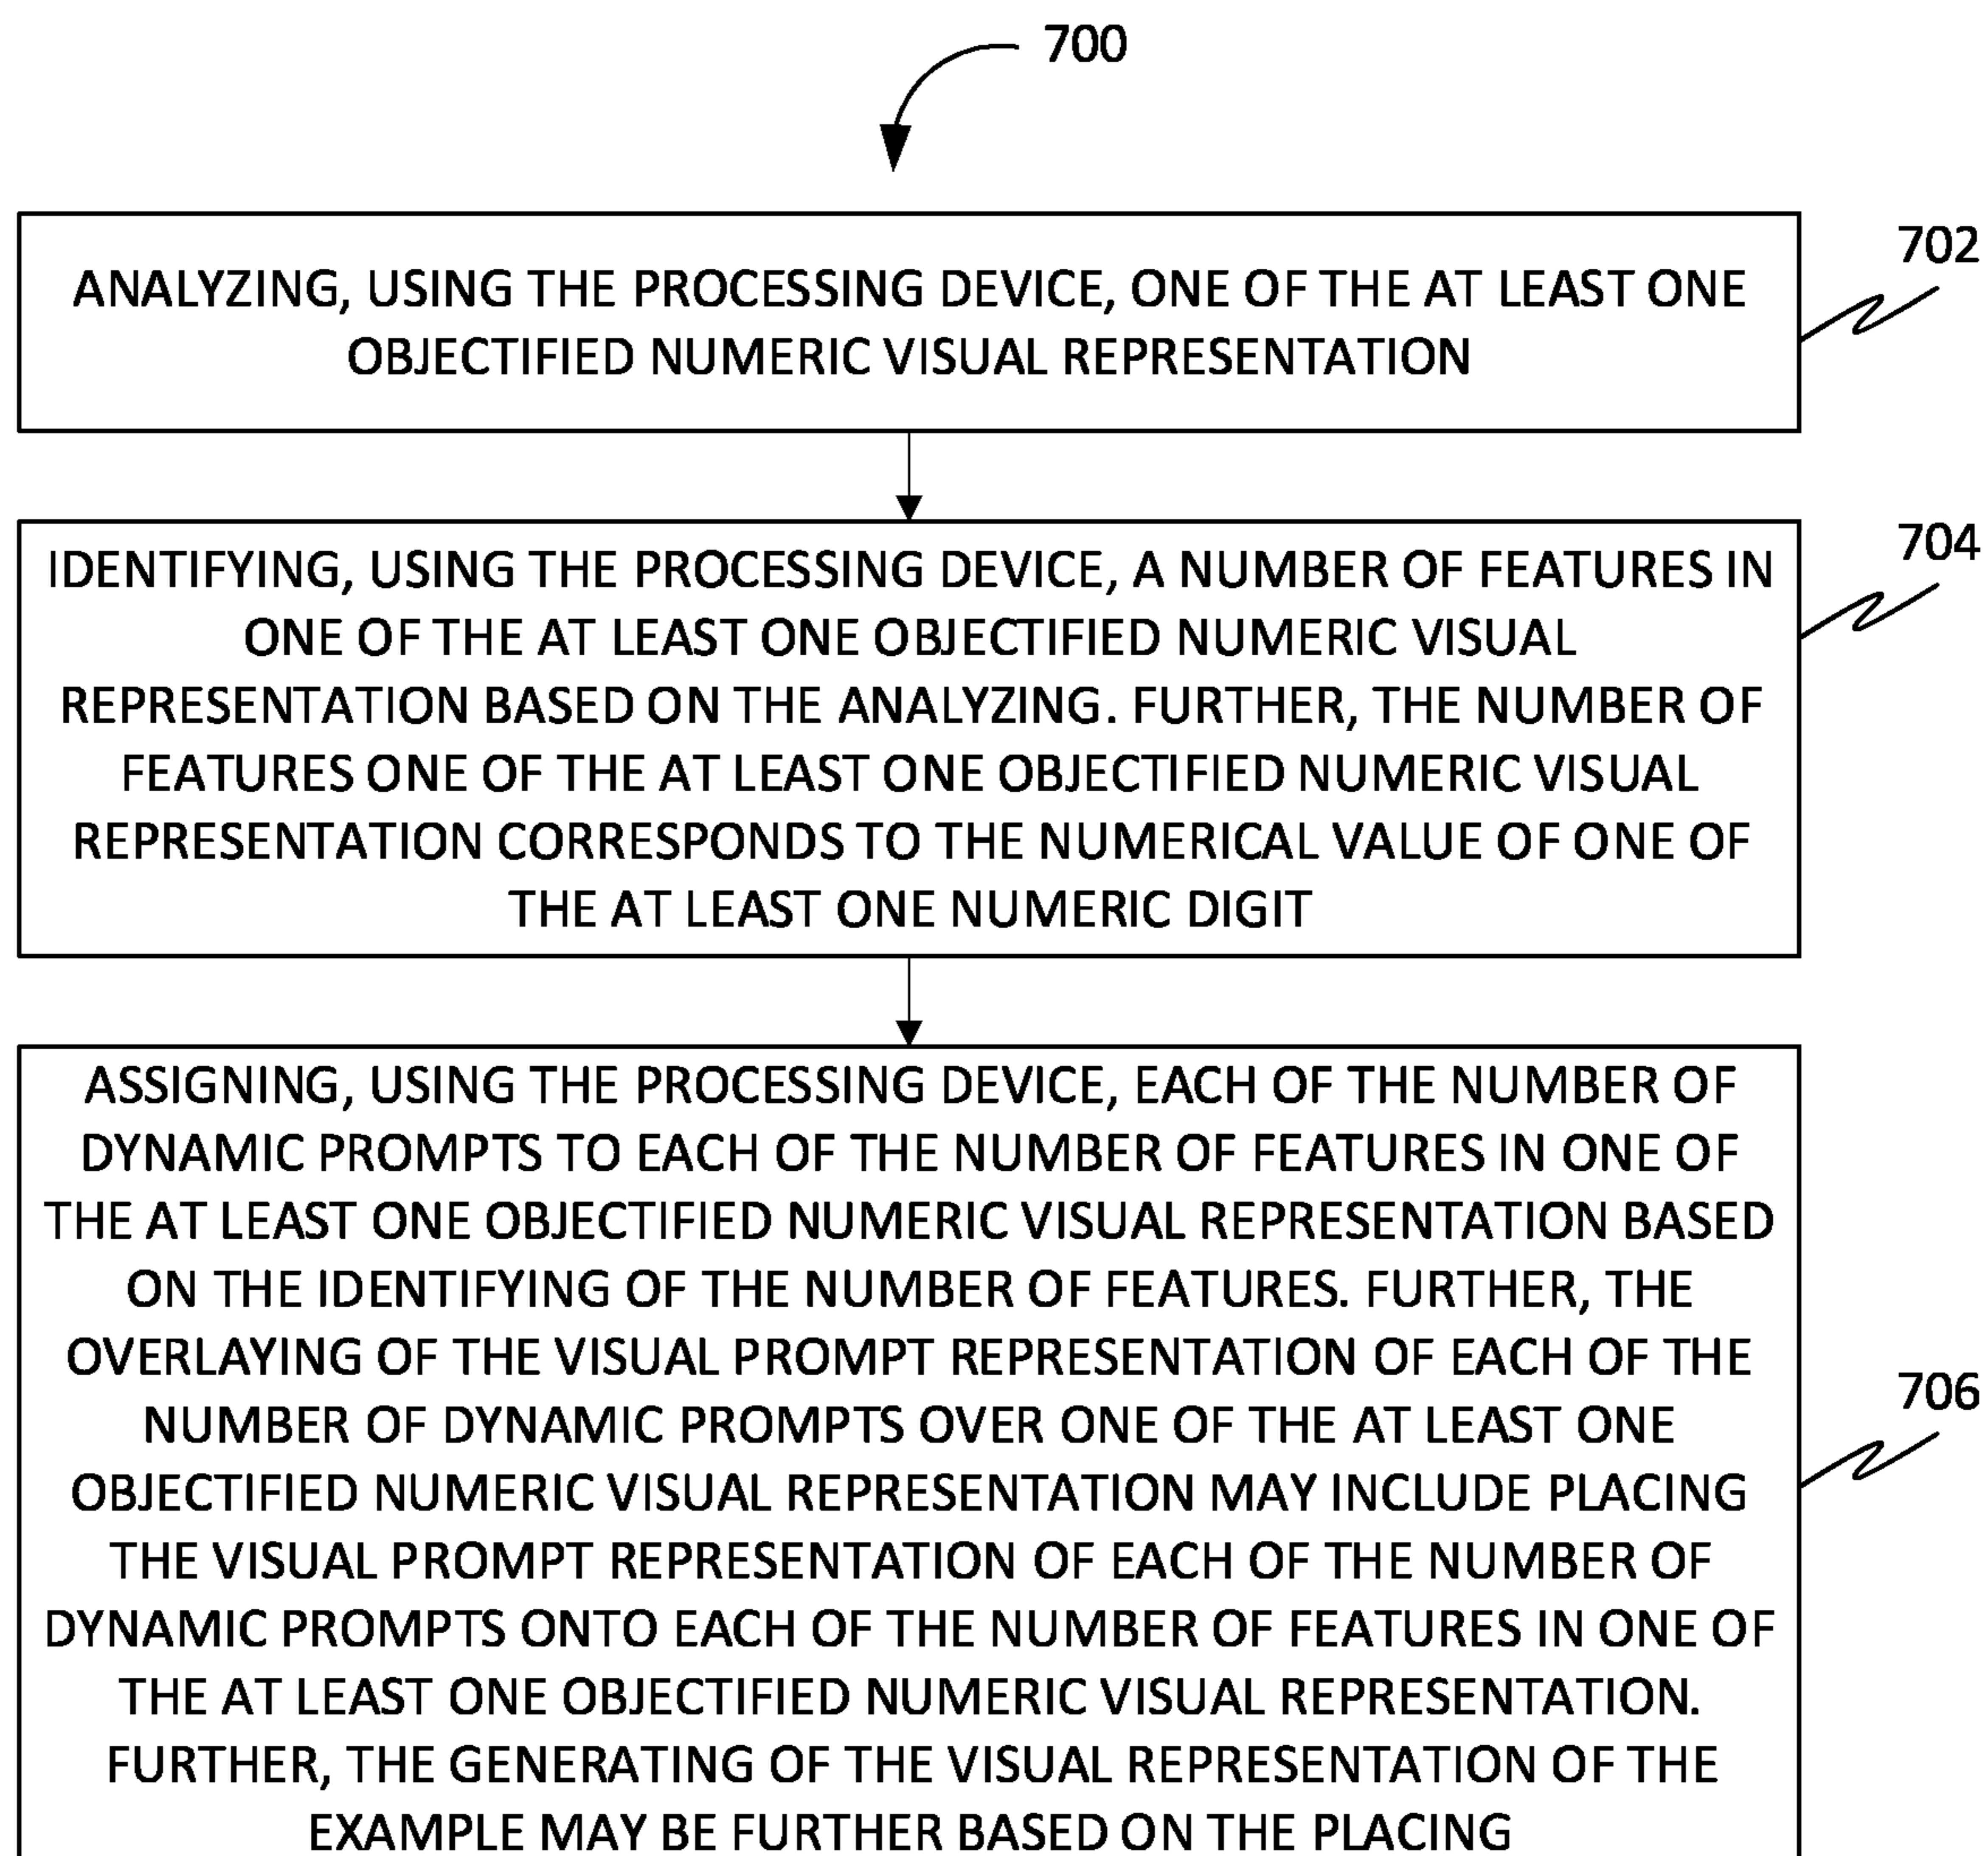 700
702
ANALYZING, USING THE PROCESSING DEVICE, ONE OF THE AT LEAST ONE
OBJECTIFIED NUMERIC VISUAL REPRESENTATION
704
IDENTIFYING, USING THE PROCESSING DEVICE, A NUMBER OF FEATURES IN
ONE OF THE AT LEAST ONE OBJECTIFIED NUMERIC VISUAL
REPRESENTATION BASED ON THE ANALYZING. FURTHER, THE NUMBER OF
FEATURES ONE OF THE AT LEAST ONE OBJECTIFIED NUMERIC VISUAL
REPRESENTATION CORRESPONDS TO THE NUMERICAL VALUE OF ONE OF
THE AT LEAST ONE NUMERIC DIGIT
ASSIGNING, USING THE PROCESSING DEVICE, EACH OF THE NUMBER OF
DYNAMIC PROMPTS TO EACH OF THE NUMBER OF FEATURES IN ONE OF
THE AT LEAST ONE OBJECTIFIED NUMERIC VISUAL REPRESENTATION BASED
ON THE IDENTIFYING OF THE NUMBER OF FEATURES. FURTHER, THE
OVERLAYING OF THE VISUAL PROMPT REPRESENTATION OF EACH OF THE
706
NUMBER OF DYNAMIC PROMPTS OVER ONE OF THE AT LEAST ONE
OBJECTIFIED NUMERIC VISUAL REPRESENTATION MAY INCLUDE PLACING
THE VISUAL PROMPT REPRESENTATION OF EACH OF THE NUMBER OF
DYNAMIC PROMPTS ONTO EACH OF THE NUMBER OF FEATURES IN ONE OF
THE AT LEAST ONE OBJECTIFIED NUMERIC VISUAL REPRESENTATION.
FURTHER, THE GENERATING OF THE VISUAL REPRESENTATION OF THE
EXAMPLE MAY BE FURTHER BASED ON THE PLACING